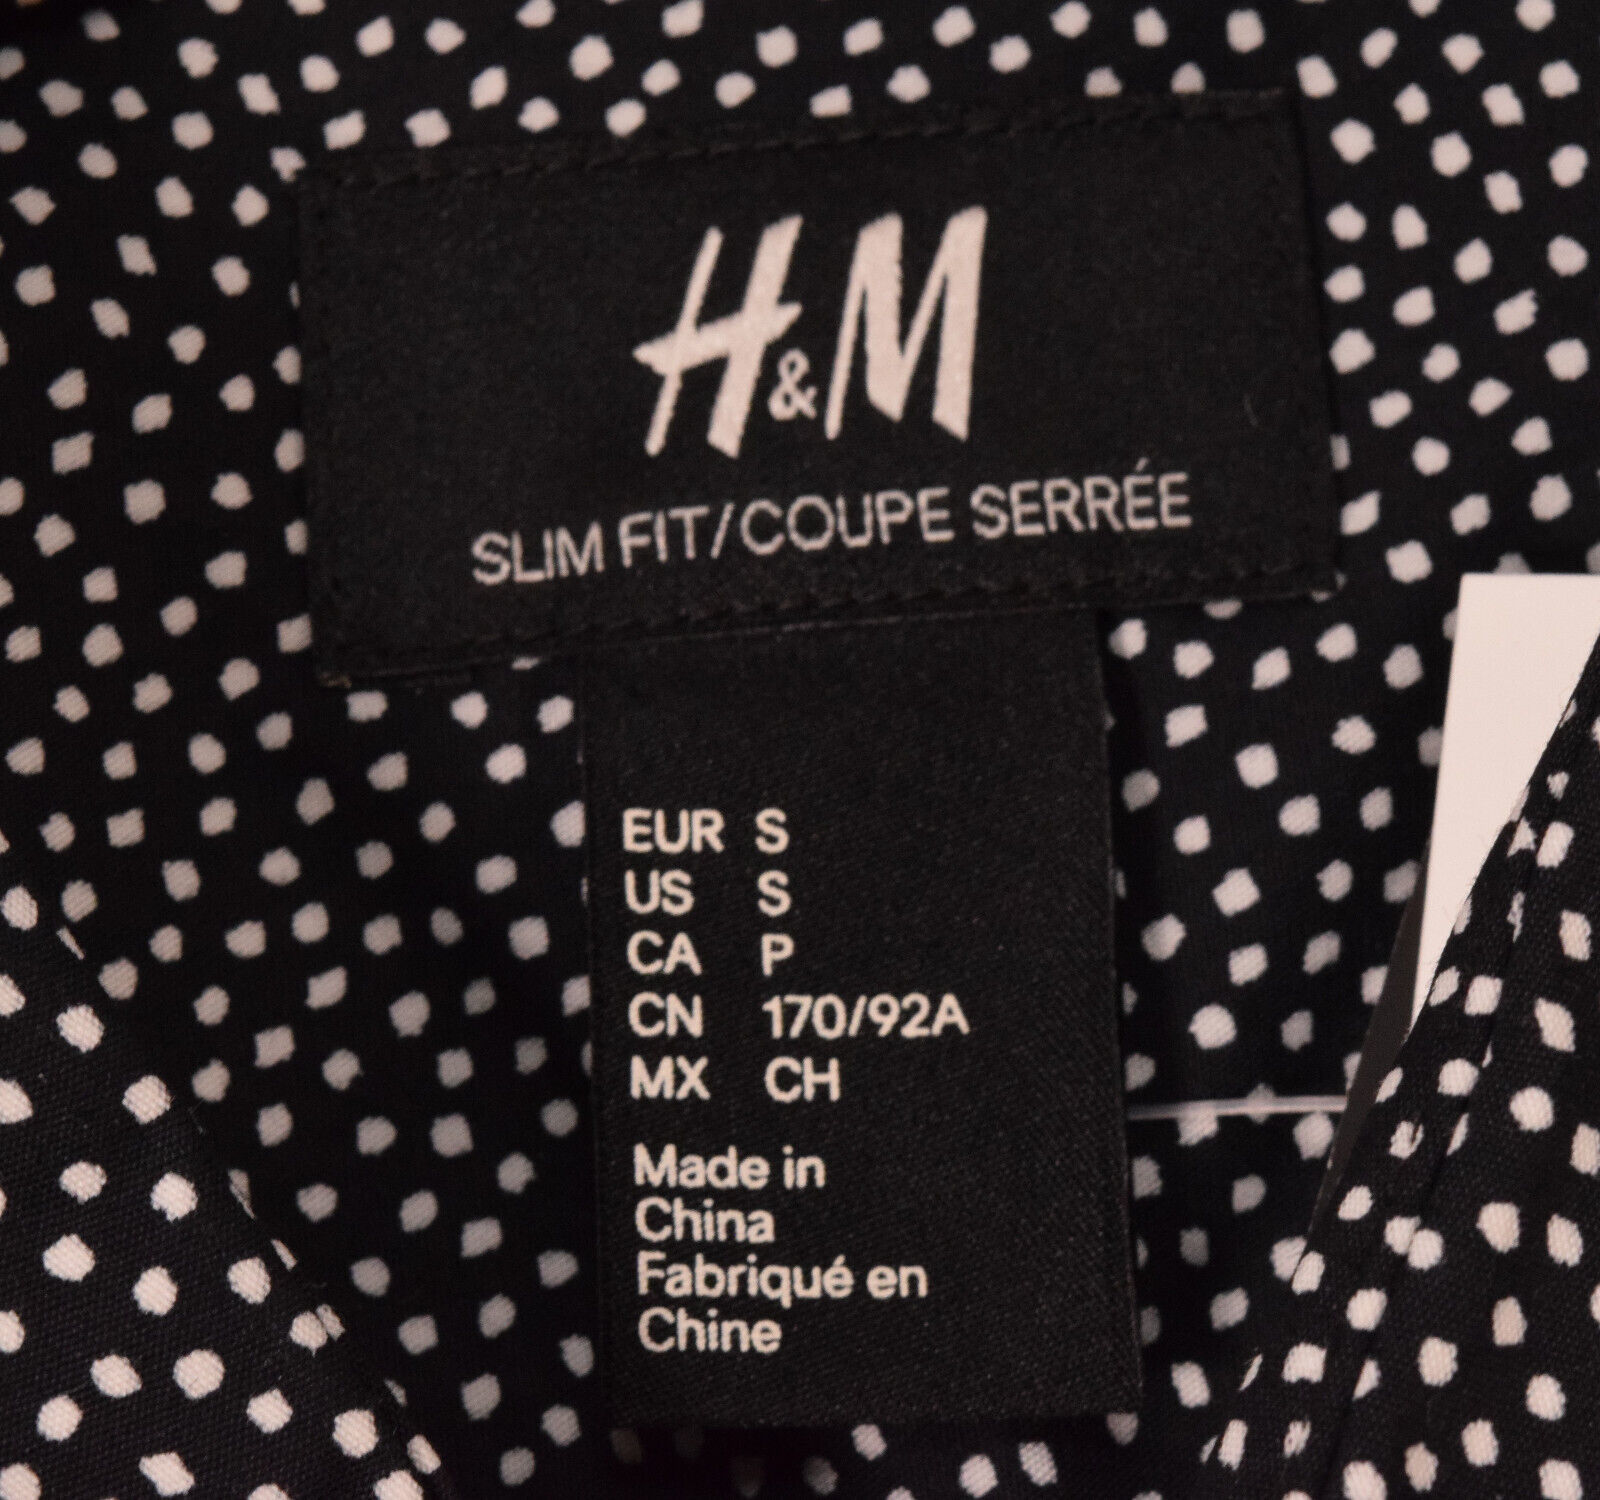 H&M
SLIM FIT/COUPE SERRÉE
EUR S
US S
CA P
CN 170/92A
MX CH
Made in
China
Fabriqué en
Chine